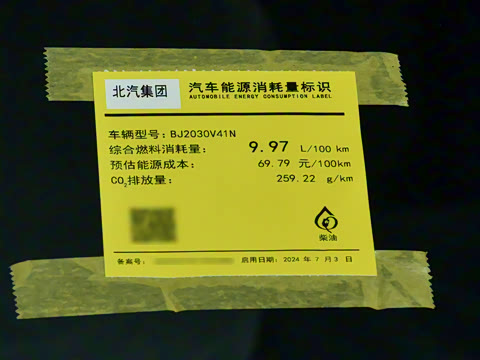 北汽集团 汽车能源消耗量标识
AUTOMOBILE ENERGY CONSUMPTION LABEL
车辆型号：BJ2030V41N
综合燃料消耗量： 9.97 L/100 km
预估能源成本： 69.79 元/100km
CO2排放量： 259.22 g/km
柴油
备案号： 启用日期：2024 年 7 月 3 日